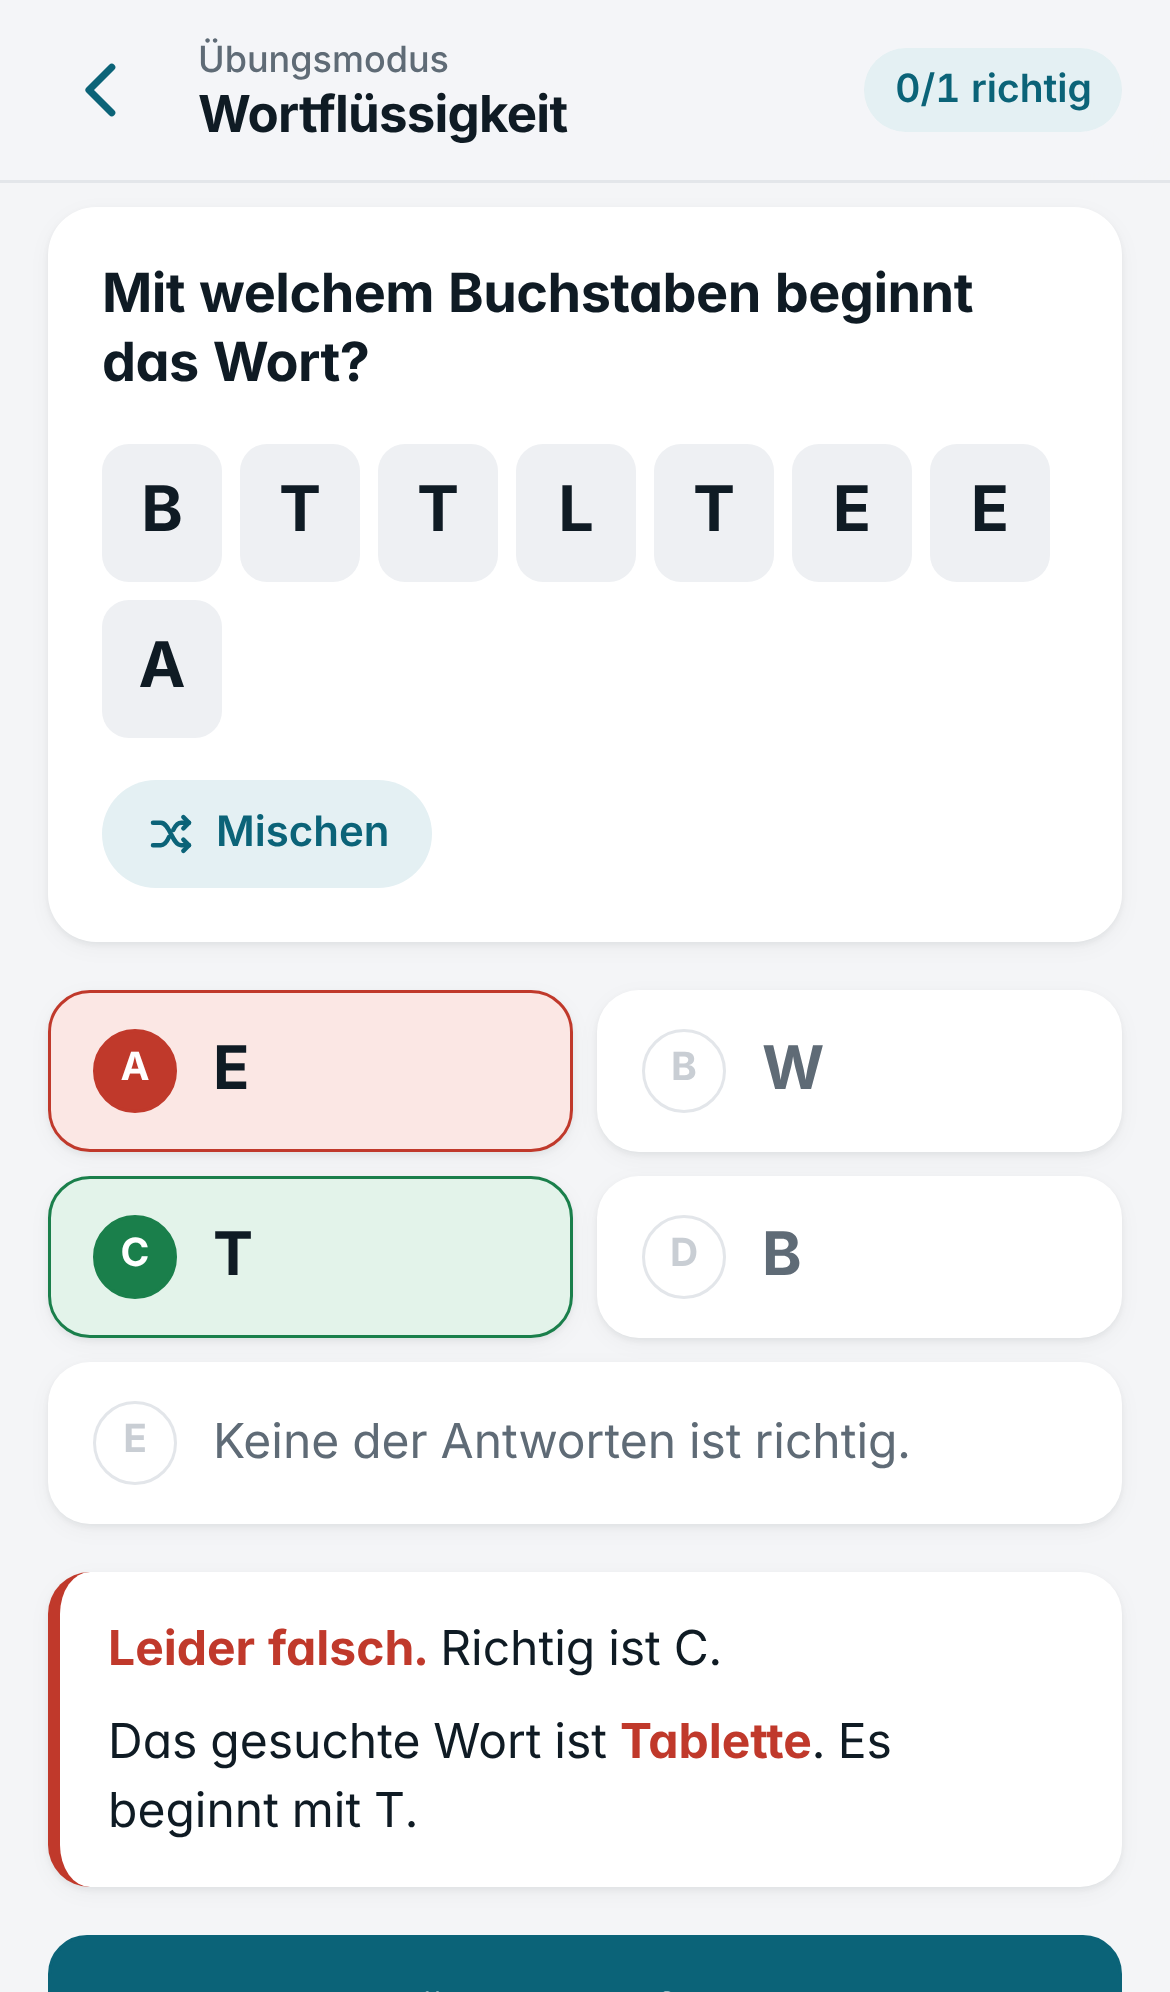 Übungsmodus
Wortflüssigkeit
0/1 richtig
Mit welchem Buchstaben beginnt
das Wort?
B T T L T E E
A
Mischen
A E
B W
C T
D B
E Keine der Antworten ist richtig.
Leider falsch. Richtig ist C.
Das gesuchte Wort ist Tablette. Es
beginnt mit T.